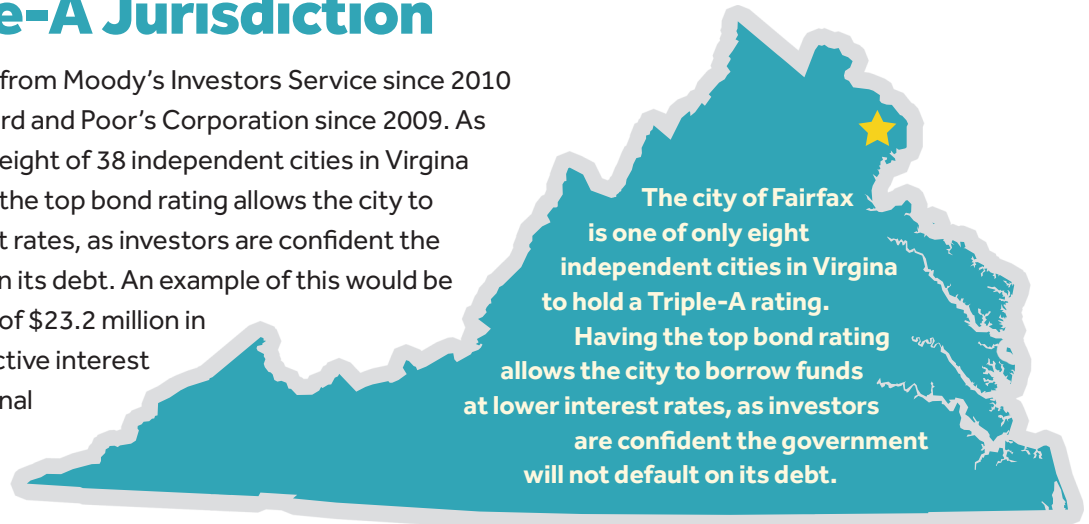 e-A Jurisdiction
from Moody's Investors Service since 2010
rd and Poor's Corporation since 2009. As
eight of 38 independent cities in Virgina
the top bond rating allows the city to
t rates, as investors are confident the
n its debt. An example of this would be
of $23.2 million in
ctive interest
nal
The city of Fairfax
is one of only eight
independent cities in Virgina
to hold a Triple-A rating.
Having the top bond rating
allows the city to borrow funds
at lower interest rates, as investors
are confident the government
will not default on its debt.